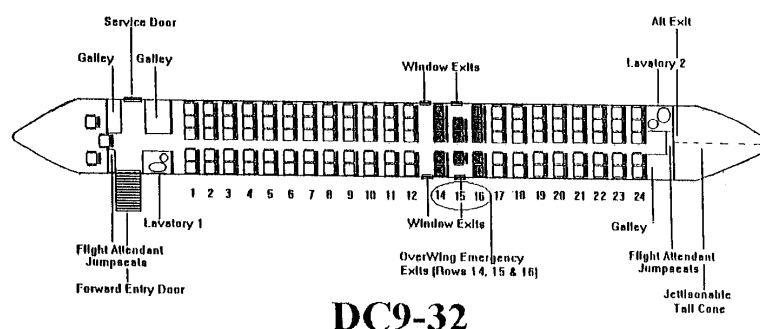 Service Door
Alt Exit
Galley
Galley
Window Exits
Lavatory 2
1 2 3 4 5 6 7 8 9 10 11 12 14 15 16 17 18 19 20 21 22 23 24
Lavatory 1
Window Exits
Galley
Flight Attendant
Jumpseats
OverWing Emergency
Exits (Rows 14, 15 & 16)
Flight Attendant
Jumpseats
Forward Entry Door
Jettisonable
Tail Cone
DC9-32